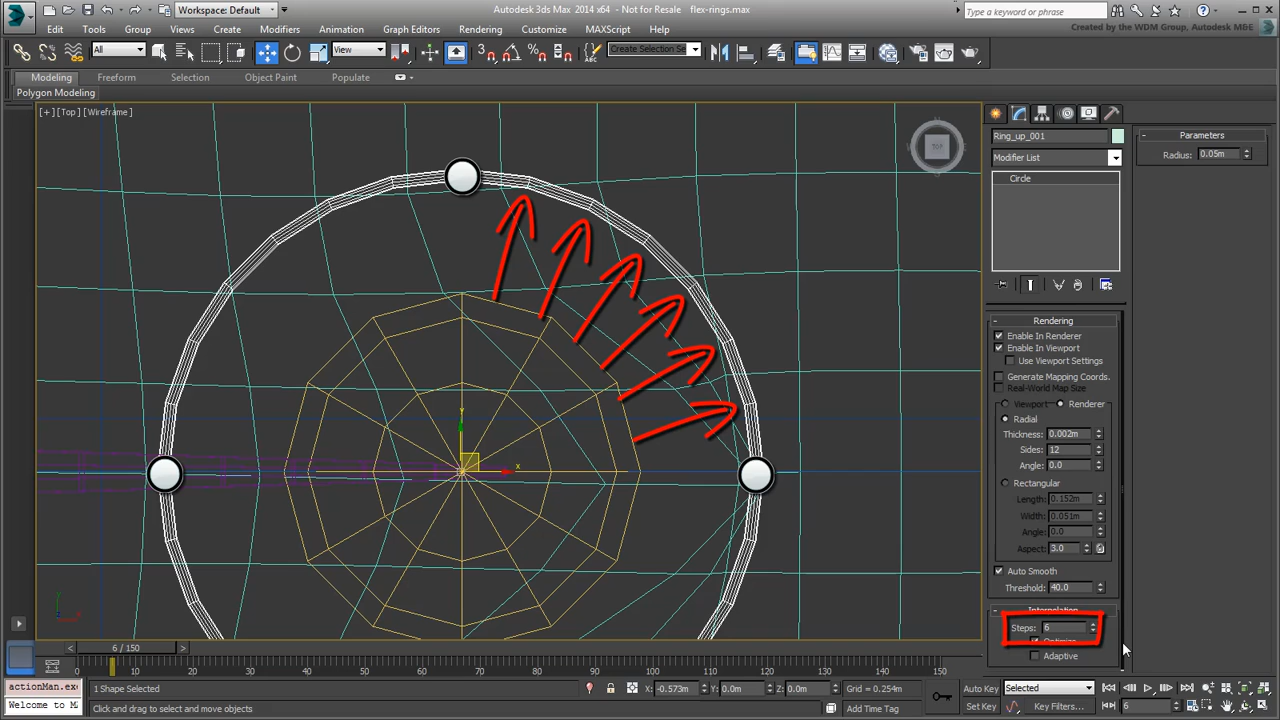 Workspace: Default
Autodesk 3ds Max 2014 x64 - Not for Resale flex-rings.max
Type a keyword or phrase
Created by the WDM Group, Autodesk M&E
Edit Tools Group Views Create Modifiers Animation Graph Editors Rendering Customize MAXScript Help
All
View
Create Selection Se
Modeling Freeform Selection Object Paint Populate
Polygon Modeling
[+] [Top] [Wireframe]
TOP
Ring_up_001
Modifier List
Circle
Parameters
Radius: 0.05m
Rendering
Enable In Renderer
Enable In Viewport
Use Viewport Settings
Generate Mapping Coords.
Real-World Map Size
Viewport Renderer
Radial
Thickness: 0.002m
Sides: 12
Angle: 0.0
Rectangular
Length: 0.152m
Width: 0.051m
Angle: 0.0
Aspect: 3.0
Auto Smooth
Threshold: 40.0
Interpolation
Steps: 6
Optimize
Adaptive
y
x
6 / 150
0 10 20 30 40 50 60 70 80 90 100 110 120 130 140 150
actionMan.exe
Welcome to MA
1 Shape Selected
Click and drag to select and move objects
X: -0.573m Y: 0.0m Z: 0.0m Grid = 0.254m
Add Time Tag
Auto Key Selected
Set Key Key Filters...
6